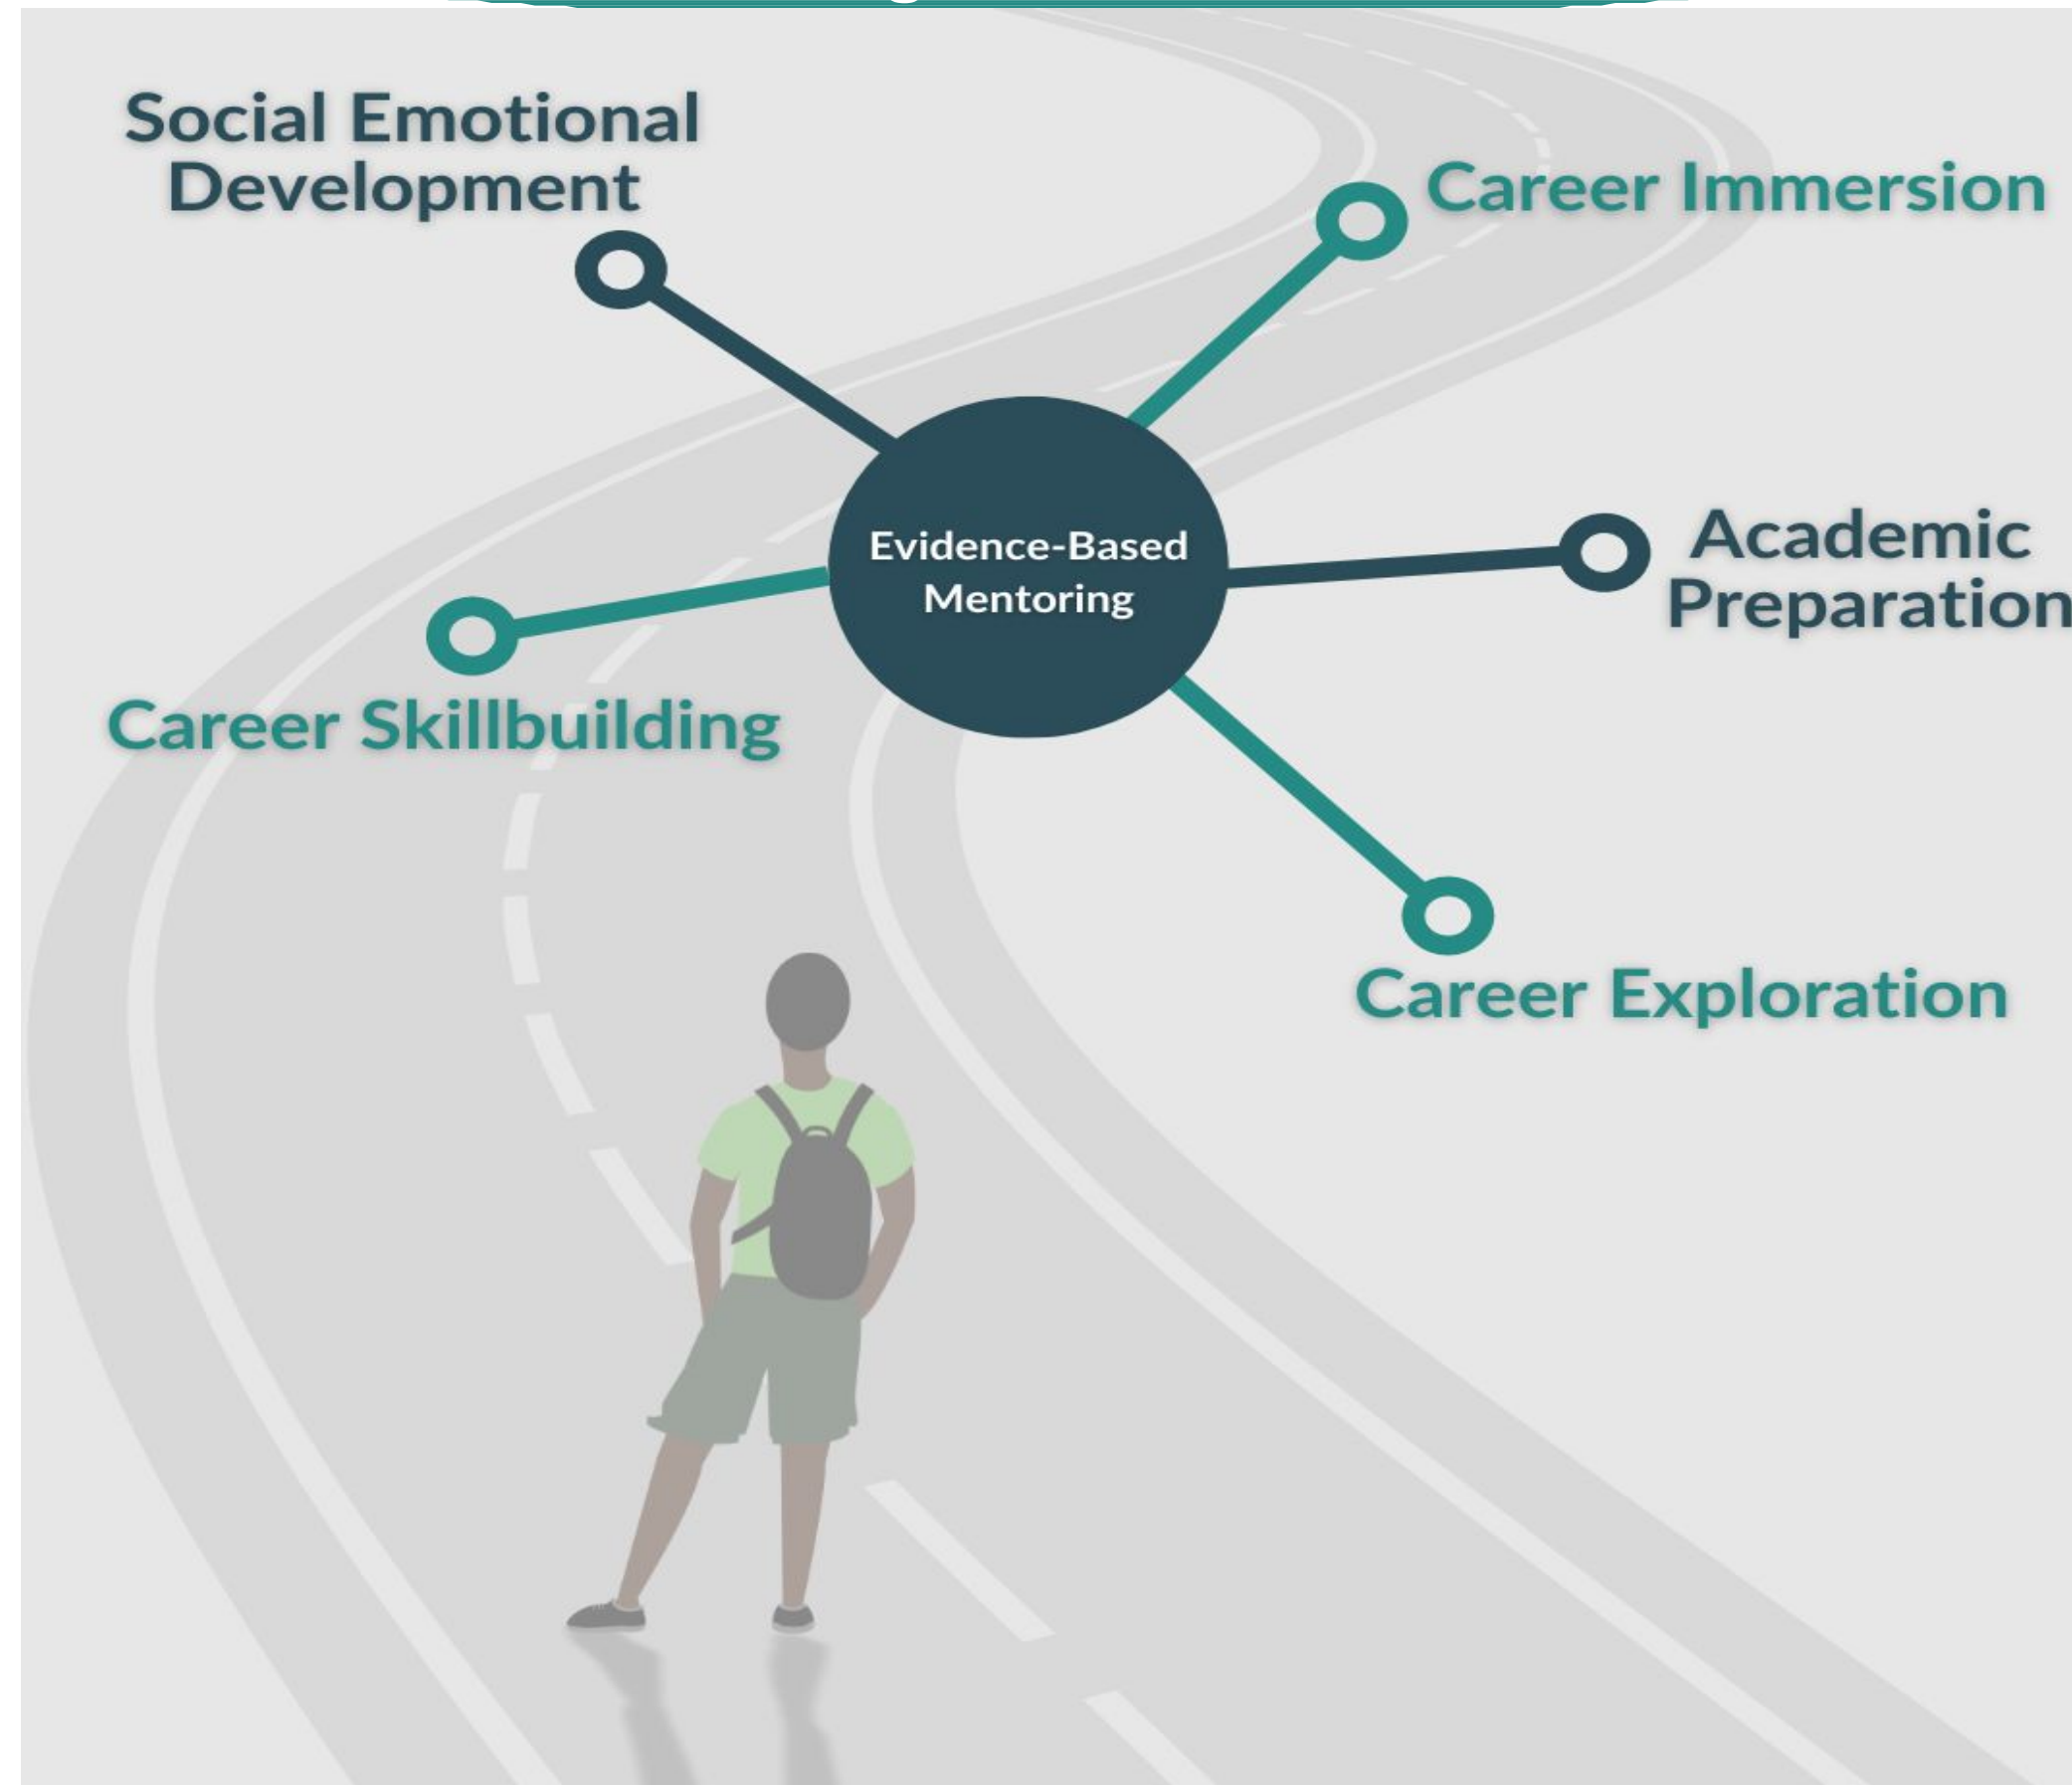 Social Emotional
Development
Career Immersion
Evidence-Based
Mentoring
Academic
Preparation
Career Skillbuilding
Career Exploration